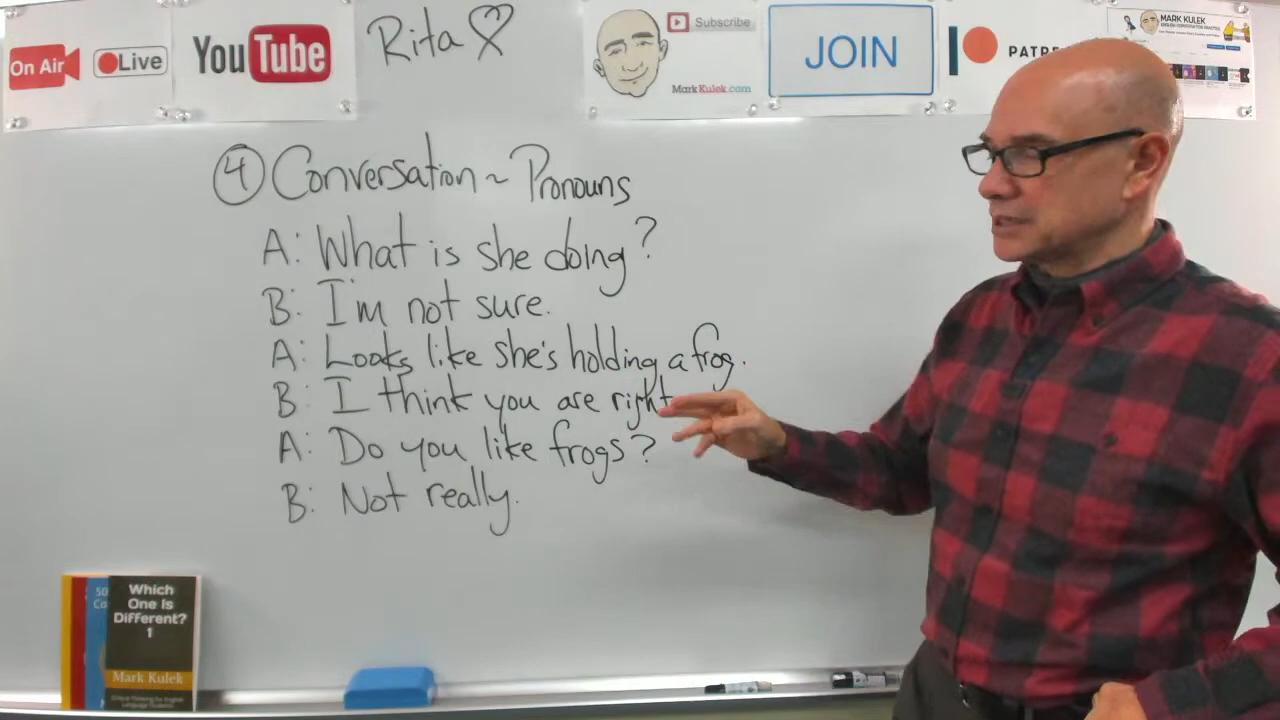 On Air
Live
YouTube
Rita
Subscribe
MarkKulek.com
JOIN
PATRE
MARK KULEK
④ Conversation ~ Pronouns
A: What is she doing?
B: I'm not sure.
A: Looks like she's holding a frog.
B: I think you are right
A: Do you like frogs?
B: Not really.
50
Co
Which
One Is
Different?
1
Mark Kulek